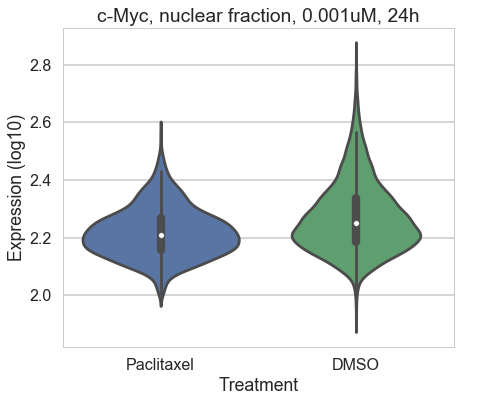 c-Myc, nuclear fraction, 0.001uM, 24h
Expression (log10)
2.8
2.6
2.4
2.2
2.0
Paclitaxel DMSO
Treatment